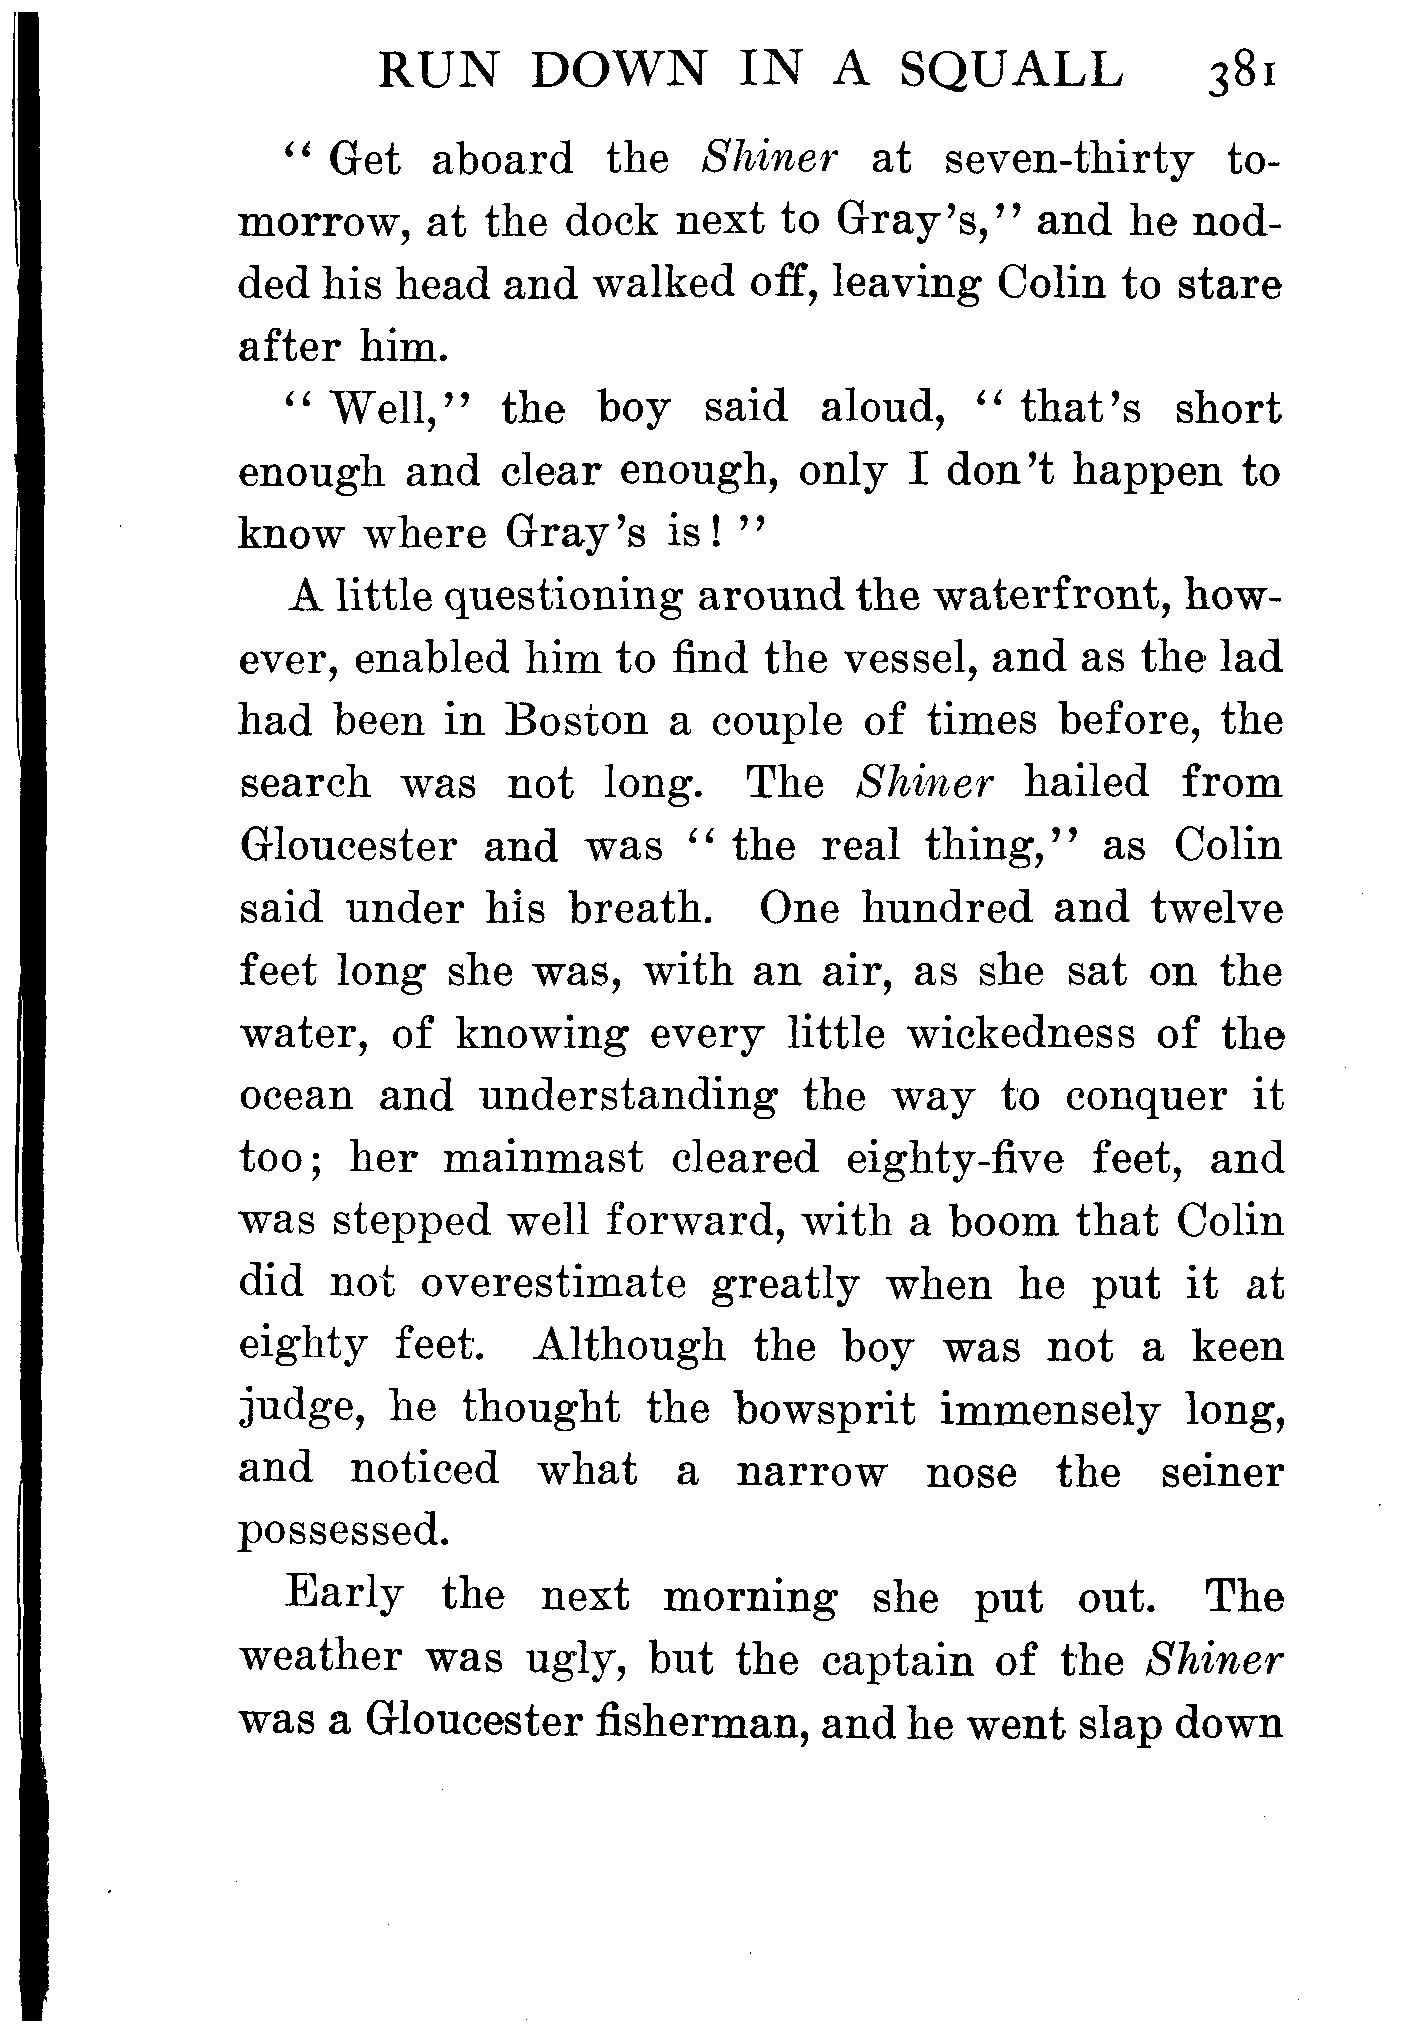 RUN DOWN IN A SQUALL 381
“ Get aboard the Shiner at seven-thirty to-
morrow, at the dock next to Gray’s,” and he nod-
ded his head and walked off, leaving Colin to stare
after him.
“ Well,” the boy said aloud, “ that’s short
enough and clear enough, only I don’t happen to
know where Gray’s is! ”
A little questioning around the waterfront, how-
ever, enabled him to find the vessel, and as the lad
had been in Boston a couple of times before, the
search was not long. The Shiner hailed from
Gloucester and was “ the real thing,” as Colin
said under his breath. One hundred and twelve
feet long she was, with an air, as she sat on the
water, of knowing every little wickedness of the
ocean and understanding the way to conquer it
too; her mainmast cleared eighty-five feet, and
was stepped well forward, with a boom that Colin
did not overestimate greatly when he put it at
eighty feet. Although the boy was not a keen
judge, he thought the bowsprit immensely long,
and noticed what a narrow nose the seiner
possessed.
Early the next morning she put out. The
weather was ugly, but the captain of the Shiner
was a Gloucester fisherman, and he went slap down